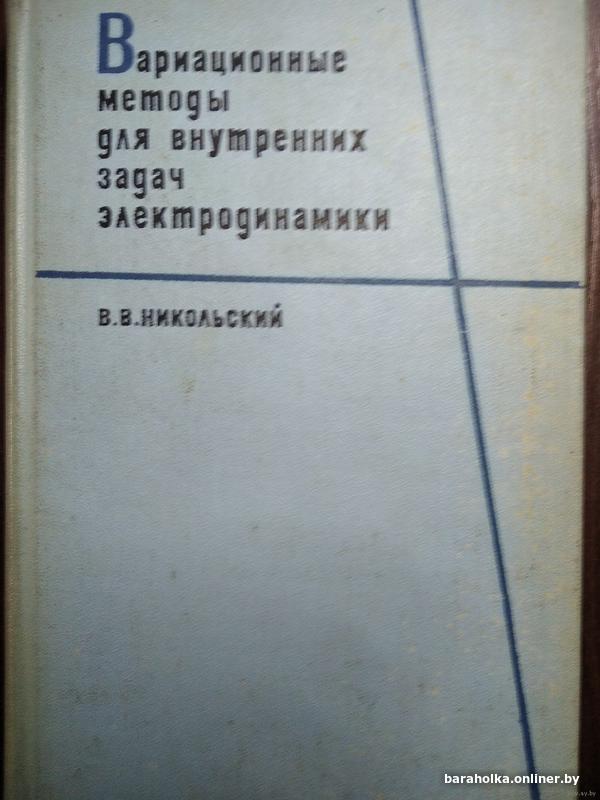 Вариационные
методы
для внутренних
задач
электродинамики
В.В.НИКОЛЬСКИЙ
baraholka.onliner.by